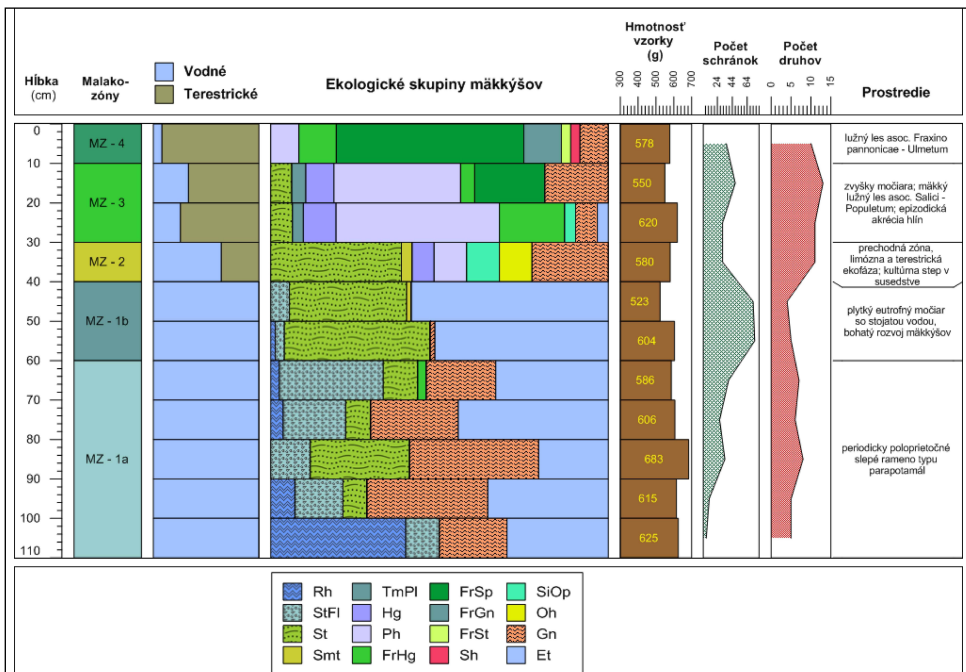 Hĺbka
(cm)
Malako-
zóny
Vodné
Terestrické
Ekologické skupiny mäkkýšov
Hmotnosť
vzorky
(g)
300
400
500
600
700
Počet
schránok
24
44
64
Počet
druhov
0
5
10
15
Prostredie
0
10
20
30
40
50
60
70
80
90
100
110
MZ - 4
MZ - 3
MZ - 2
MZ - 1b
MZ - 1a
578
550
620
580
523
604
586
606
683
615
625
lužný les asoc. Fraxino
pannonicae - Ulmetum
zvyšky močiara; mäkký
lužný les asoc. Salici -
Populetum; epizodická
akrécia hlín
prechodná zóna,
limózna a terestrická
ekofáza; kultúrna step v
susedstve
plytký eutrofný močiar
so stojatou vodou,
bohatý rozvoj mäkkýšov
periodicky poloprietočné
slepé rameno typu
parapotamál
Rh
TmPl
FrSp
SiOp
StFl
Hg
FrGn
Oh
St
Ph
FrSt
Gn
Smt
FrHg
Sh
Et